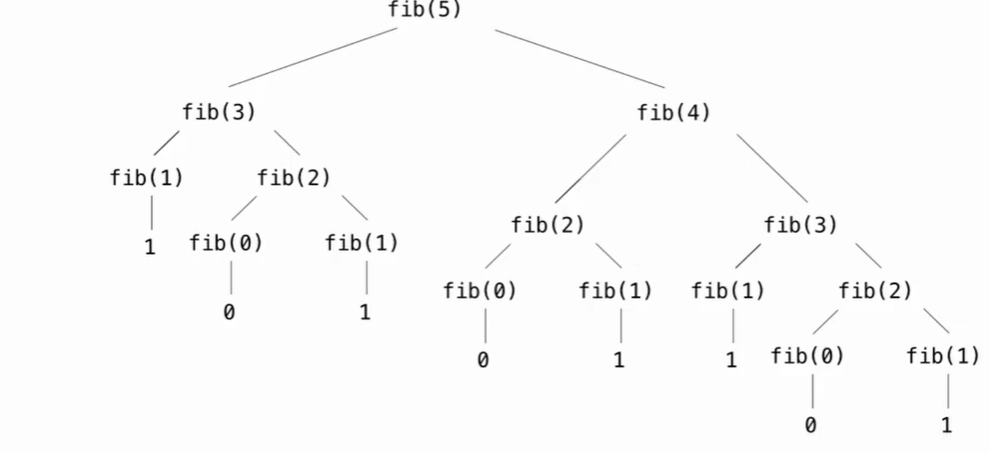 fib(5)
fib(3) fib(4)
fib(1) fib(2)
fib(2) fib(3)
1 fib(0) fib(1)
fib(0) fib(1) fib(1) fib(2)
0 1
0 1 1 fib(0) fib(1)
0 1